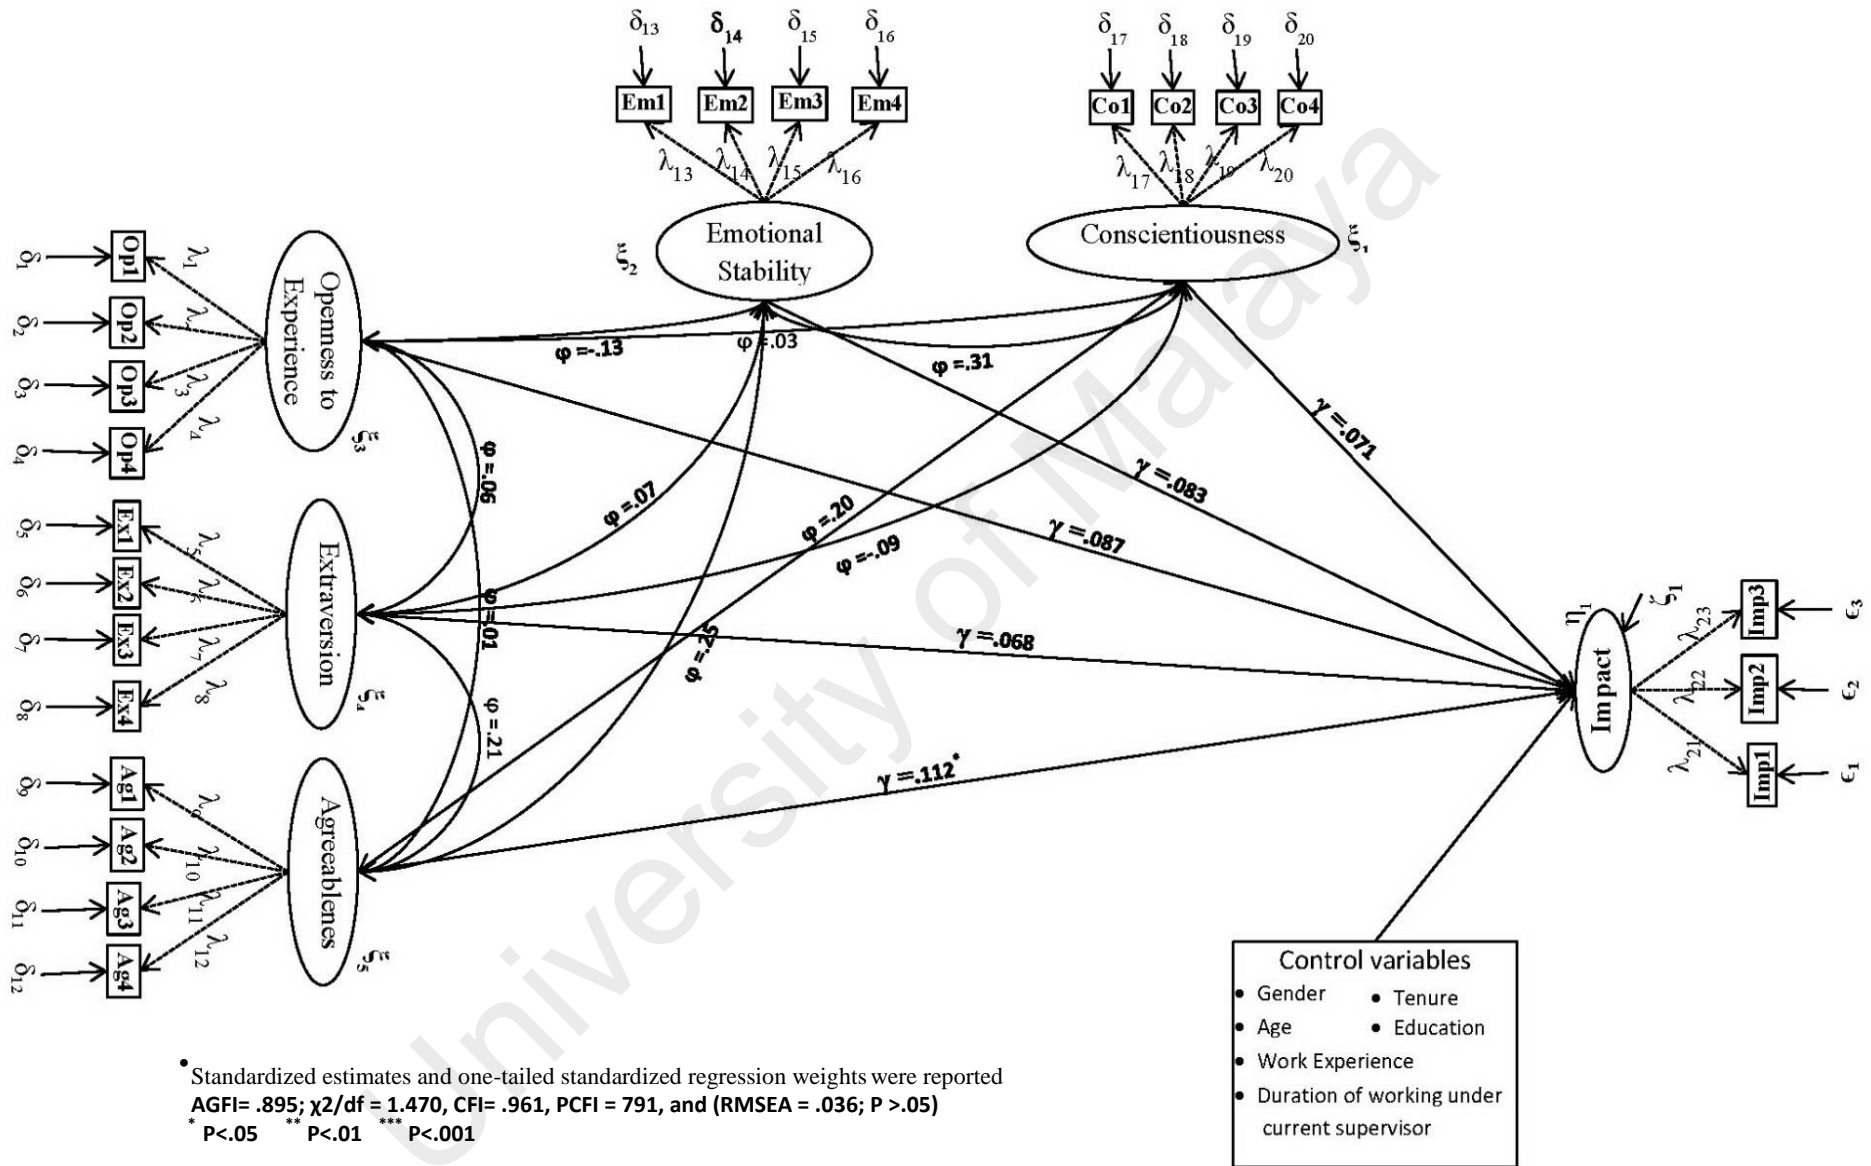 δ13 δ14 δ15 δ16
δ17 δ18 δ19 δ20
Em1 Em2 Em3 Em4
Co1 Co2 Co3 Co4
λ13 λ14 λ15 λ16
λ17 λ18 λ19 λ20
Emotional
Stability
ξ2
Conscientiousness
ξ1
δ1 Op1 λ1
δ2 Op2
δ3 Op3 λ3
δ4 Op4 λ4
Openness to
Experience
ξ3
φ =-.13
φ =.03
φ =.31
γ =.071
φ =.06
φ =.07
φ =.20
φ =-.09
γ =.083
γ =.087
δ5 Ex1 λ5
δ6 Ex2 λ6
δ7 Ex3 λ7
δ8 Ex4 λ8
Extraversion
ξ4
φ =.01
φ =.25
γ =.068
φ =.21
γ =.112*
η1
ζ1
Impact
λ23 Imp3 ϵ3
λ22 Imp2 ϵ2
λ21 Imp1 ϵ1
δ9 Ag1 λ9
δ10 Ag2 λ10
δ11 Ag3 λ11
δ12 Ag4 λ12
Agreeablenes
ξ5
Control variables
• Gender • Tenure
• Age • Education
• Work Experience
• Duration of working under
current supervisor
• Standardized estimates and one-tailed standardized regression weights were reported
AGFI= .895; χ2/df = 1.470, CFI= .961, PCFI = 791, and (RMSEA = .036; P >.05)
* P<.05 ** P<.01 *** P<.001
University of Malaya